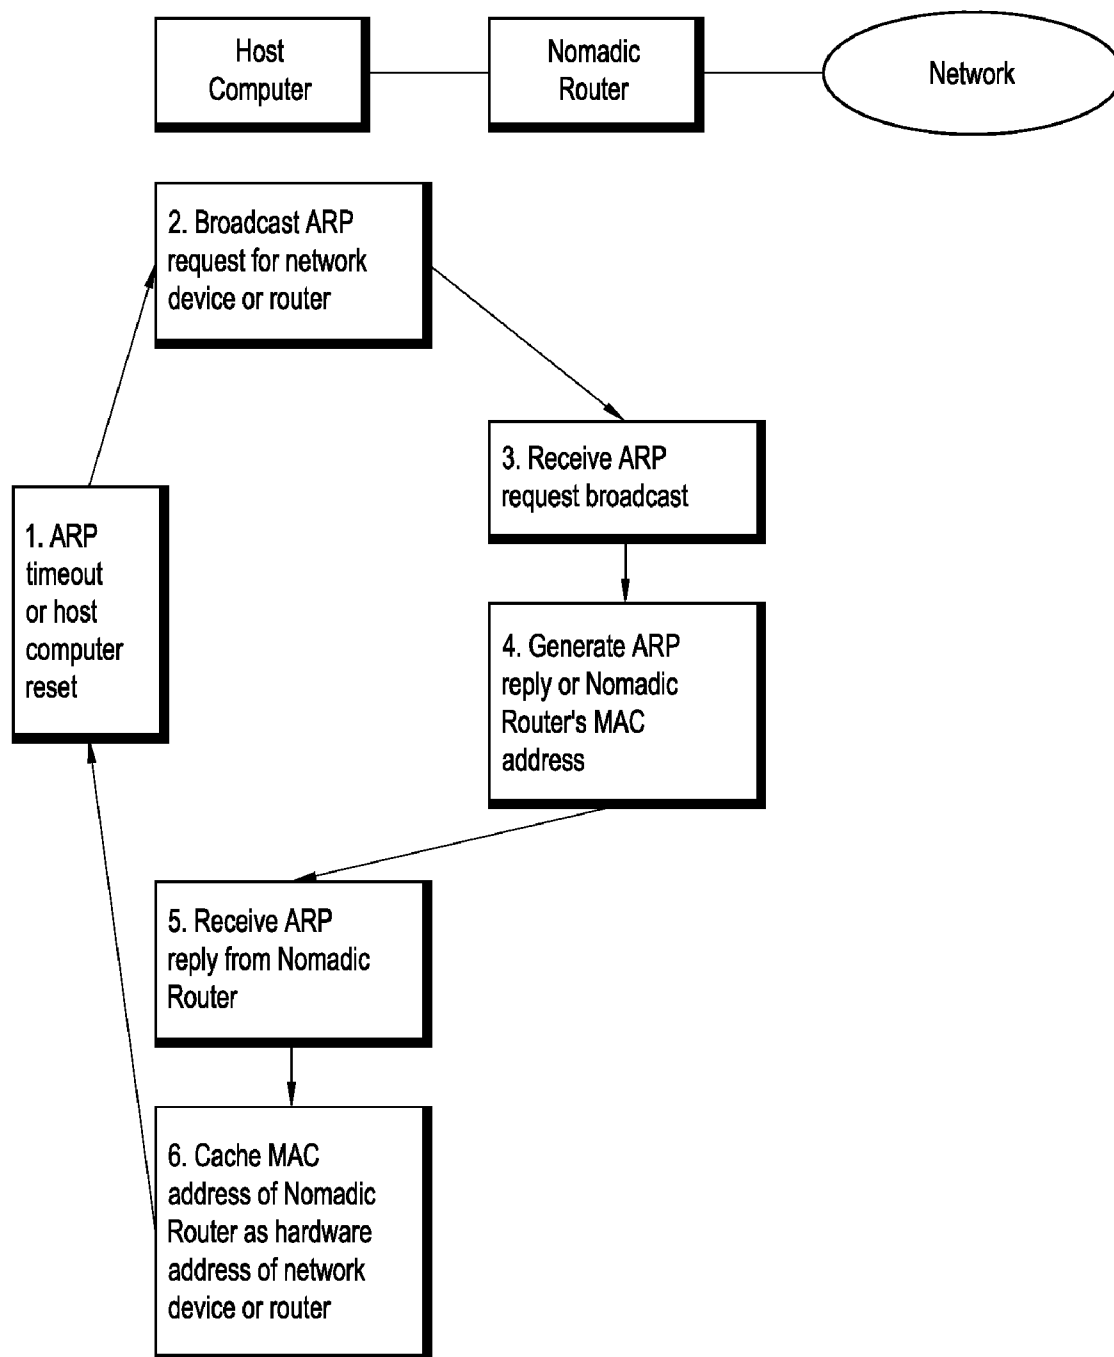 Host
Computer
Nomadic
Router
Network
2. Broadcast ARP
request for network
device or router
3. Receive ARP
request broadcast
1. ARP
timeout
or host
computer
reset
4. Generate ARP
reply or Nomadic
Router's MAC
address
5. Receive ARP
reply from Nomadic
Router
6. Cache MAC
address of Nomadic
Router as hardware
address of network
device or router